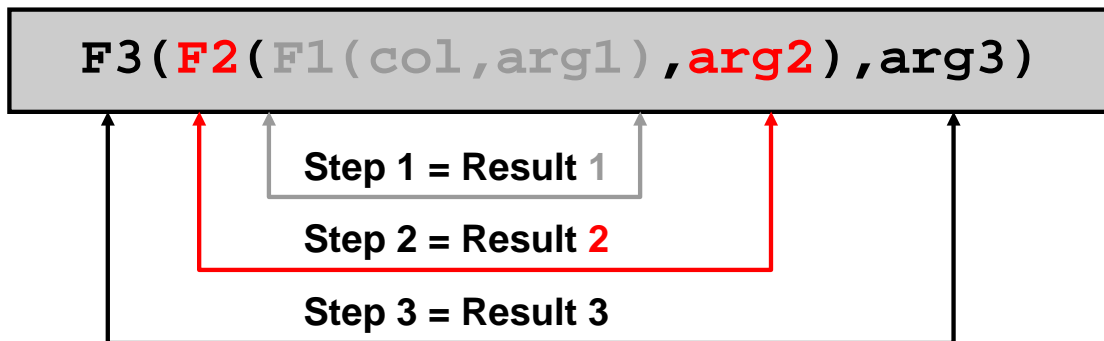 F3(F2(F1(col,arg1),arg2),arg3)
Step 1 = Result 1
Step 2 = Result 2
Step 3 = Result 3